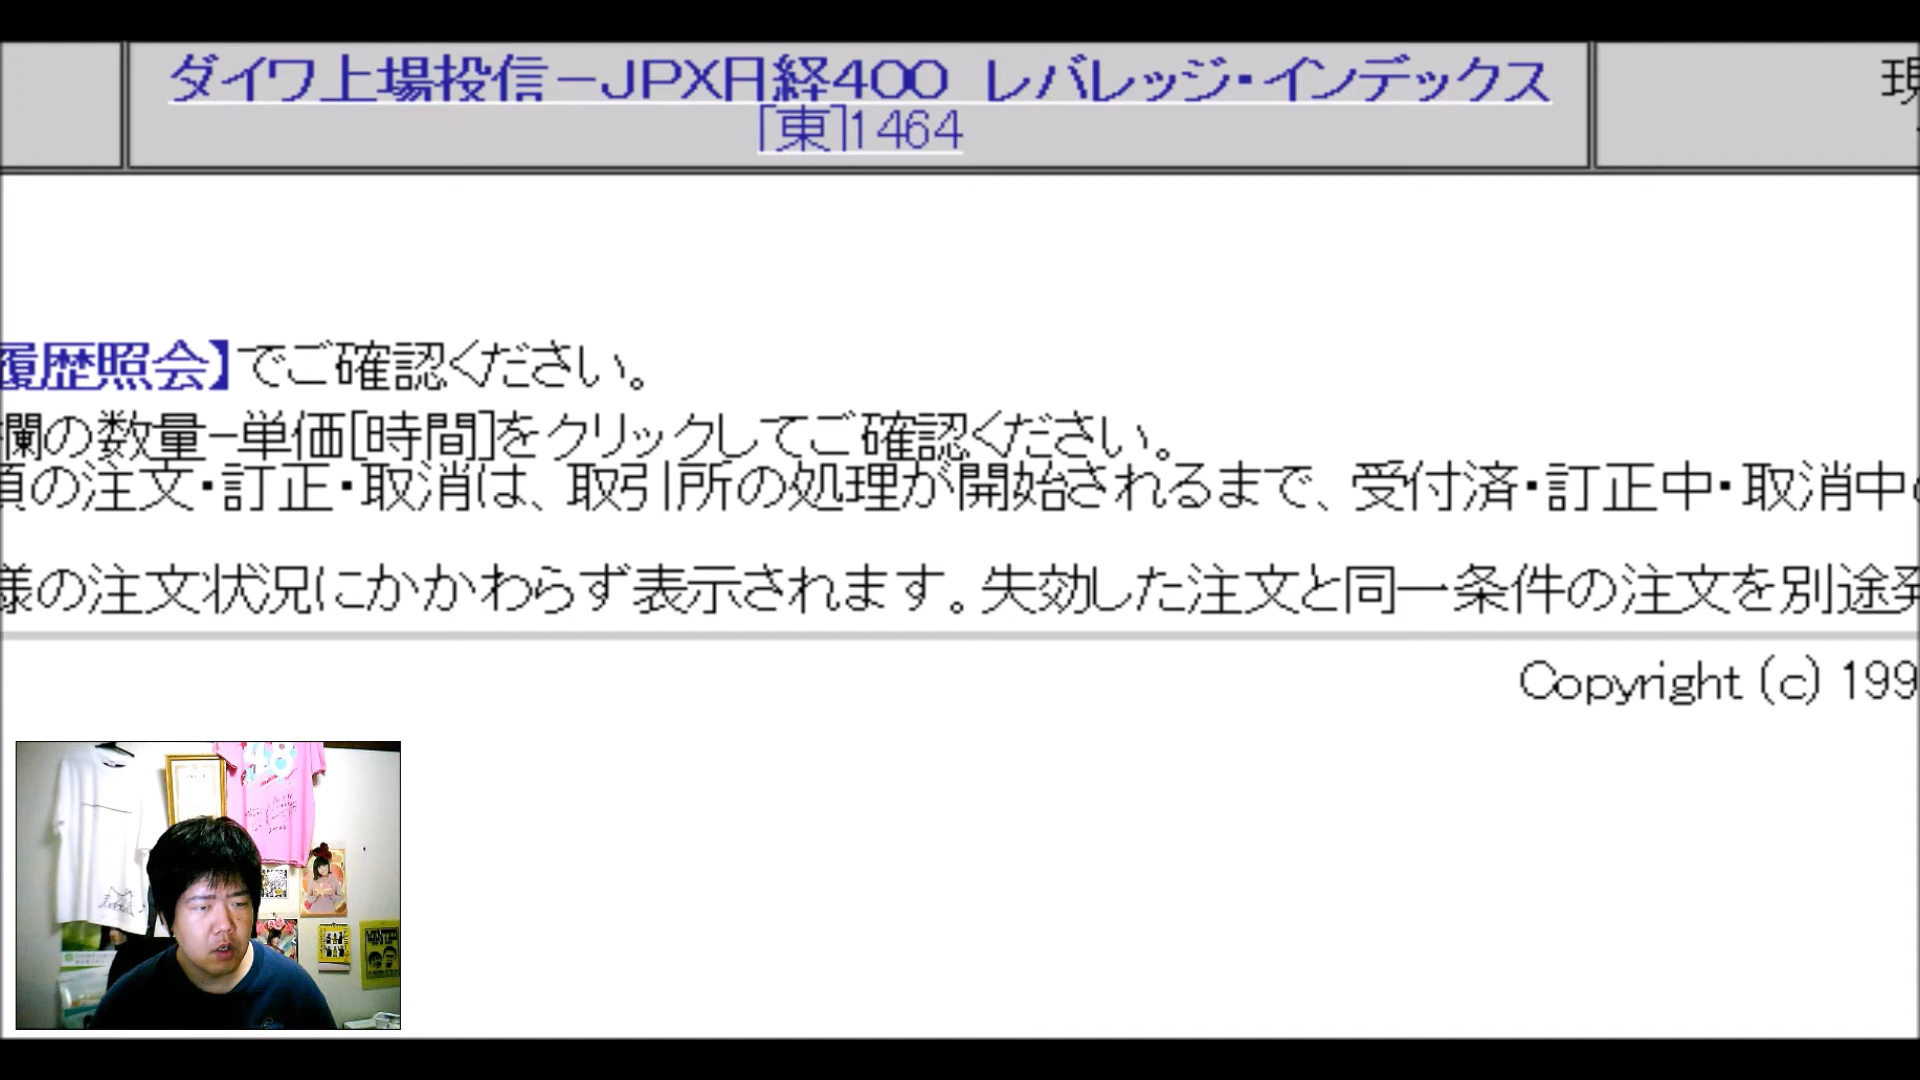 ダイワ上場投信－JPX日経400 レバレッジ・インデックス
[東]1464
現
履歴照会】でご確認ください。
欄の数量－単価[時間]をクリックしてご確認ください。
頃の注文・訂正・取消は、取引所の処理が開始されるまで、受付済・訂正中・取消中の
様の注文状況にかかわらず表示されます。失効した注文と同一条件の注文を別途発
Copyright (c) 199